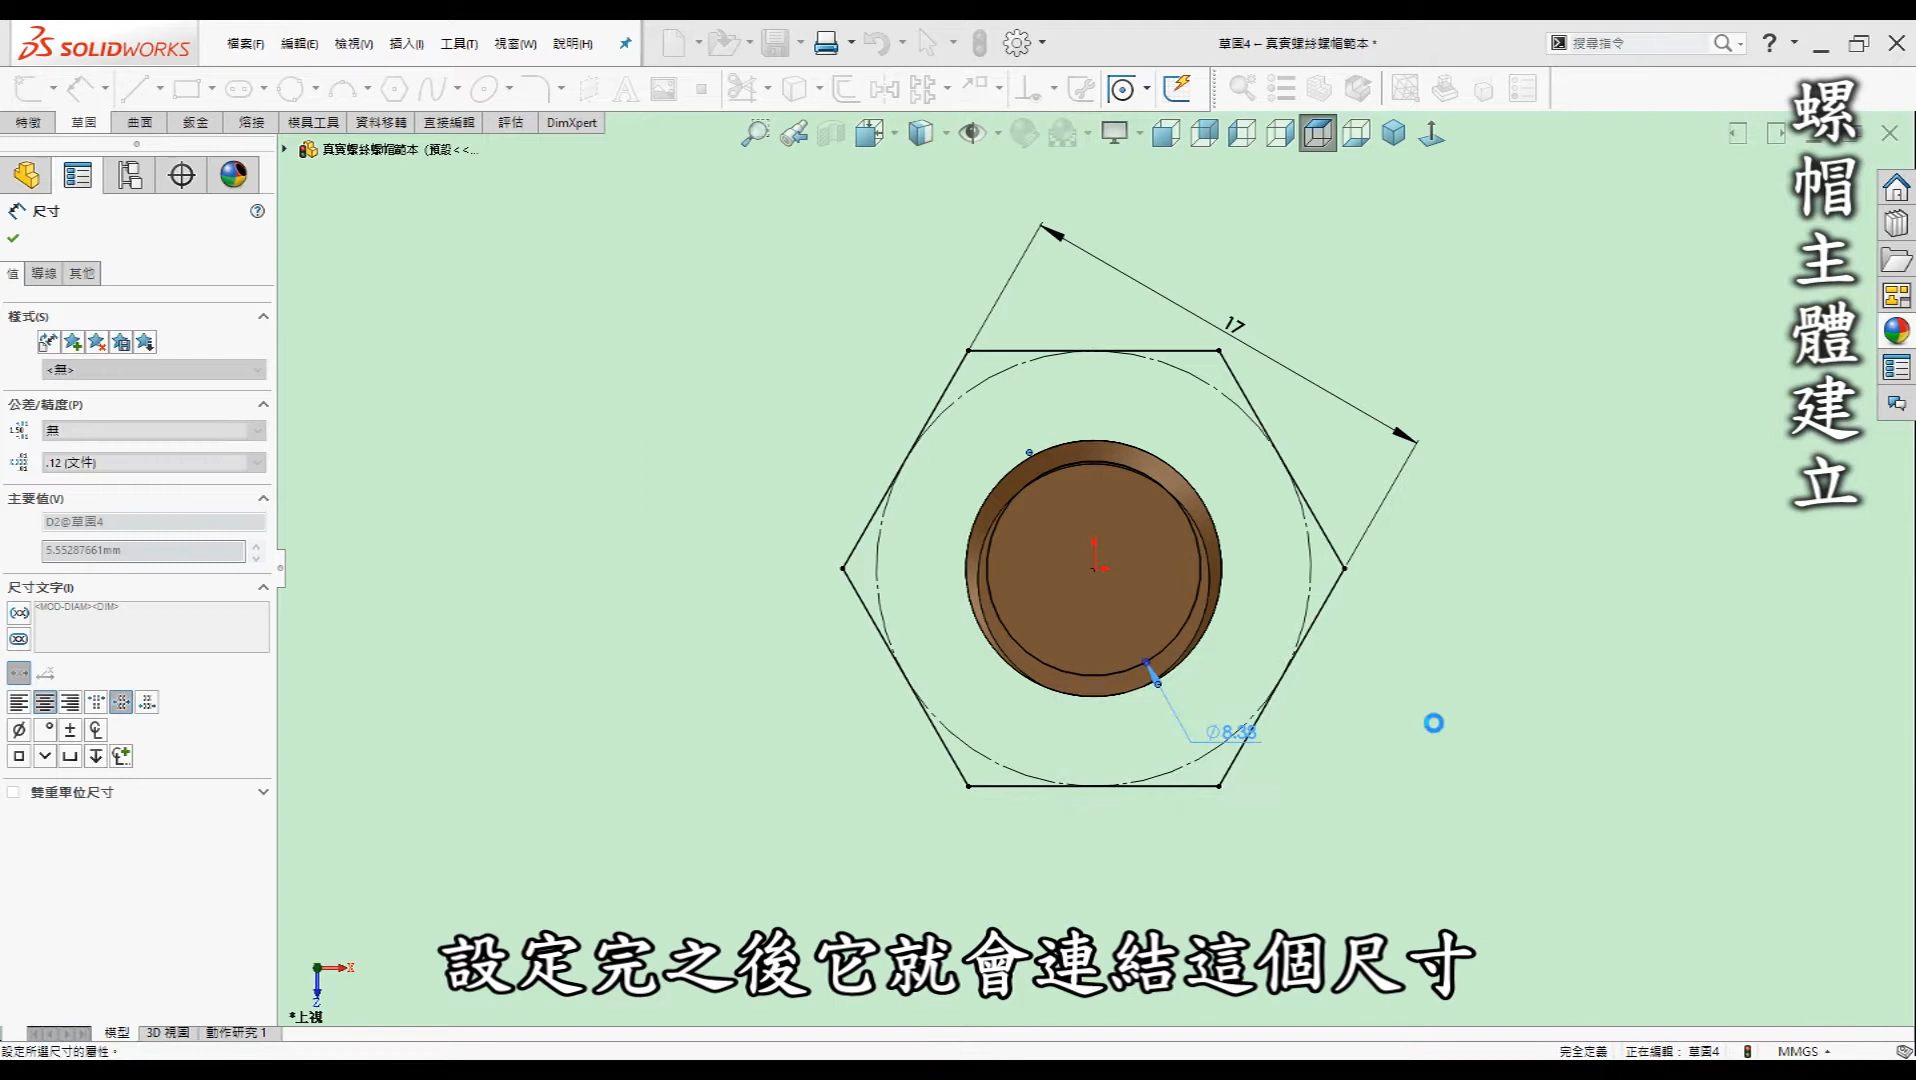 SOLIDWORKS
檔案(F) 編輯(E) 檢視(V) 插入(I) 工具(T) 視窗(W) 說明(H)
草圖4 – 真實螺絲螺帽範本 *
搜尋指令
特徵 草圖 曲面 鈑金 熔接 模具工具 資料移轉 直接編輯 評估 DimXpert
真實螺絲螺帽範本 (預設<<...
尺寸
值 導線 其他
樣式(S)
<無>
公差/精度(P)
無
.12 (文件)
主要值(V)
D2@草圖4
5.55287661mm
尺寸文字(I)
<MOD-DIAM><DIM>
雙重單位尺寸
17
∅8.38
螺帽主體建立
設定完之後它就會連結這個尺寸
X
Z
*上視
模型 3D 視圖 動作研究 1
設定所選尺寸的屬性。
完全定義 正在編輯： 草圖4 MMGS